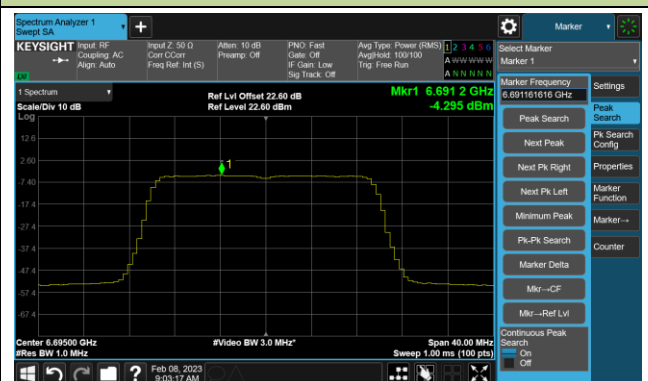 Spectrum Analyzer 1
Swept SA
Marker
KEYSIGHT
Input: RF
Coupling: AC
Align: Auto
Input Z: 50 Ω
Corr CCorr
Freq Ref: Int (S)
Atten: 10 dB
Preamp: Off
PNO: Fast
Gate: Off
IF Gain: Low
Sig Track: Off
Avg Type: Power (RMS)
Avg|Hold: 100/100
Trig: Free Run
1 2 3 4 5 6
A W W W W W
A N N N N N
LXI
Select Marker
Marker 1
1 Spectrum
Scale/Div 10 dB
Log
Ref Lvl Offset 22.60 dB
Ref Level 22.60 dBm
Mkr1 6.691 2 GHz
-4.295 dBm
12.6
2.60
-7.40
-17.4
-27.4
-37.4
-47.4
-57.4
-67.4
1
Center 6.69500 GHz
#Res BW 1.0 MHz
#Video BW 3.0 MHz*
Span 40.00 MHz
Sweep 1.00 ms (100 pts)
Marker Frequency
6.691161616 GHz
Peak Search
Next Peak
Next Pk Right
Next Pk Left
Minimum Peak
Pk-Pk Search
Marker Delta
Mkr→CF
Mkr→Ref Lvl
Continuous Peak
Search
On
Off
Settings
Peak
Search
Pk Search
Config
Properties
Marker
Function
Marker→
Counter
?
Feb 08, 2023
9:03:17 AM